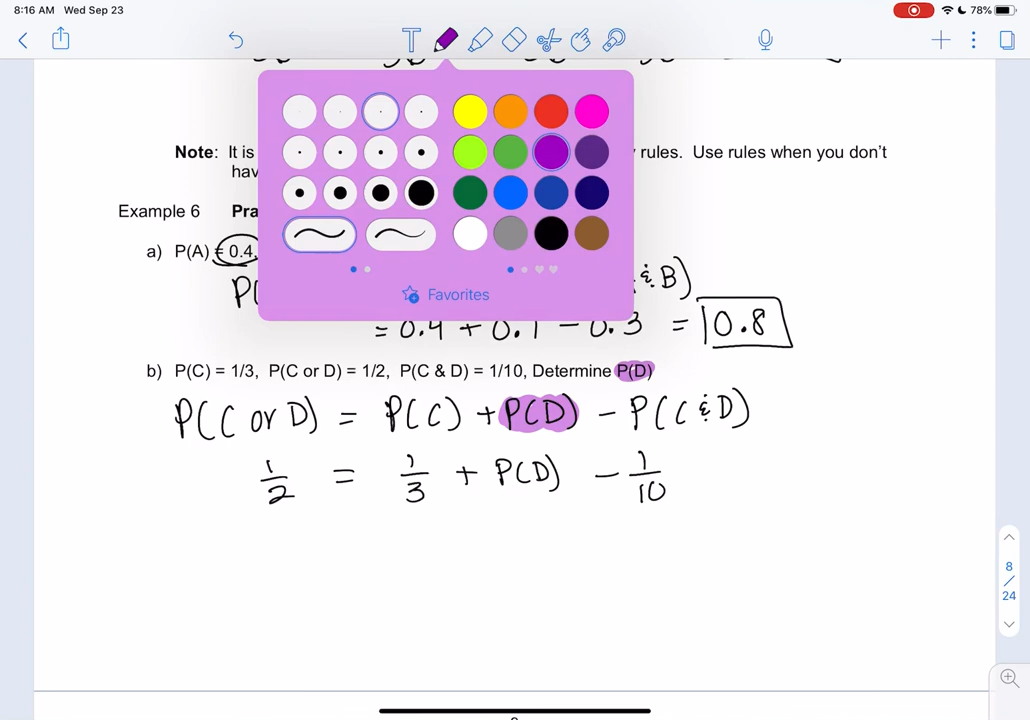 8:16 AM Wed Sep 23
78%
T
Note: It is
rules. Use rules when you don't
hav
Example 6 Pra
a) P(A) = 0.4,
P(
& B)
Favorites
= 0.4 + 0.1 - 0.3 = 0.8
b) P(C) = 1/3, P(C or D) = 1/2, P(C & D) = 1/10, Determine P(D)
P(C or D) = P(C) + P(D) - P(C & D)
1/2 = 1/3 + P(D) - 1/10
8
/
24